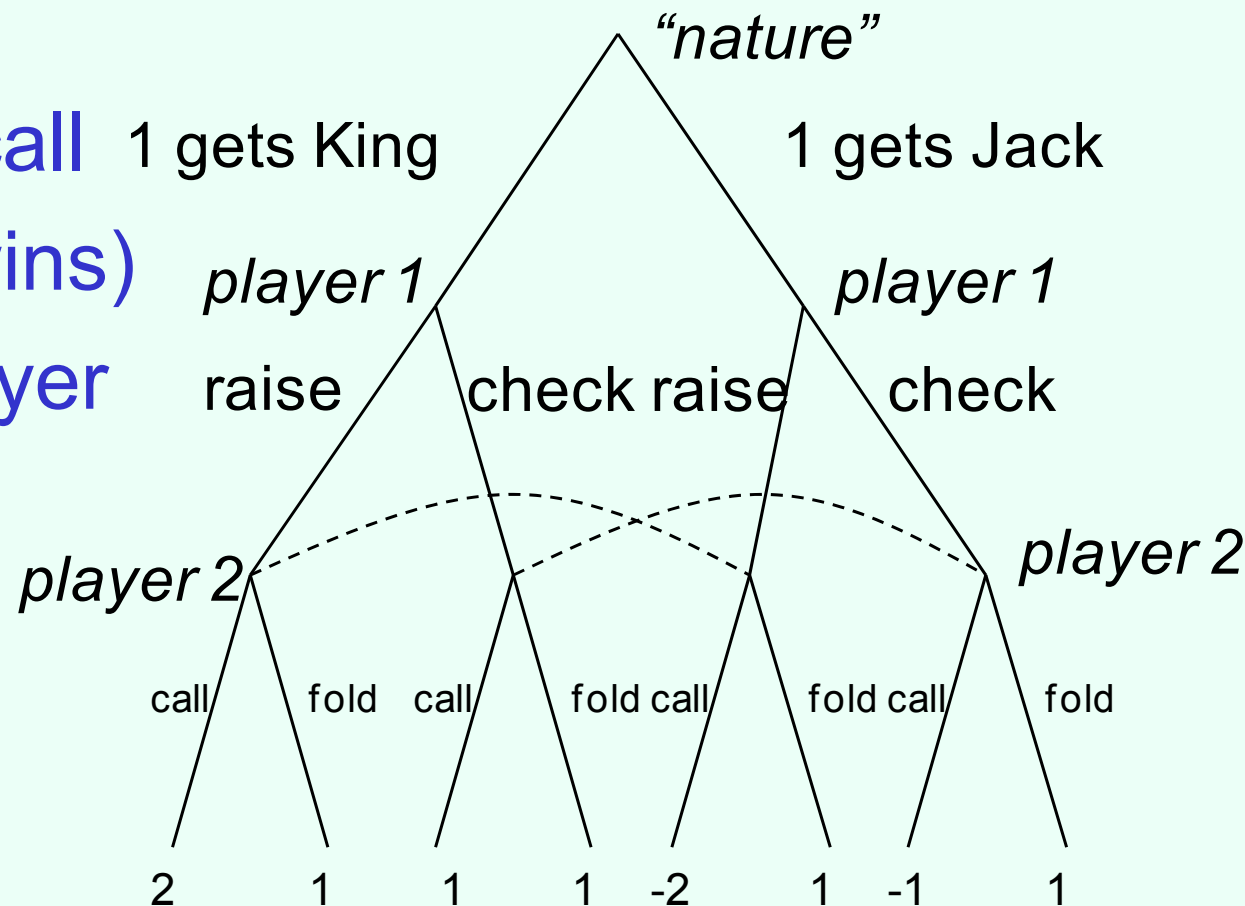 “nature”
call 1 gets King 1 gets Jack
player 1 player 1
raise check raise check
player 2 player 2
call fold call fold call fold call fold
2 1 1 1 -2 1 -1 1